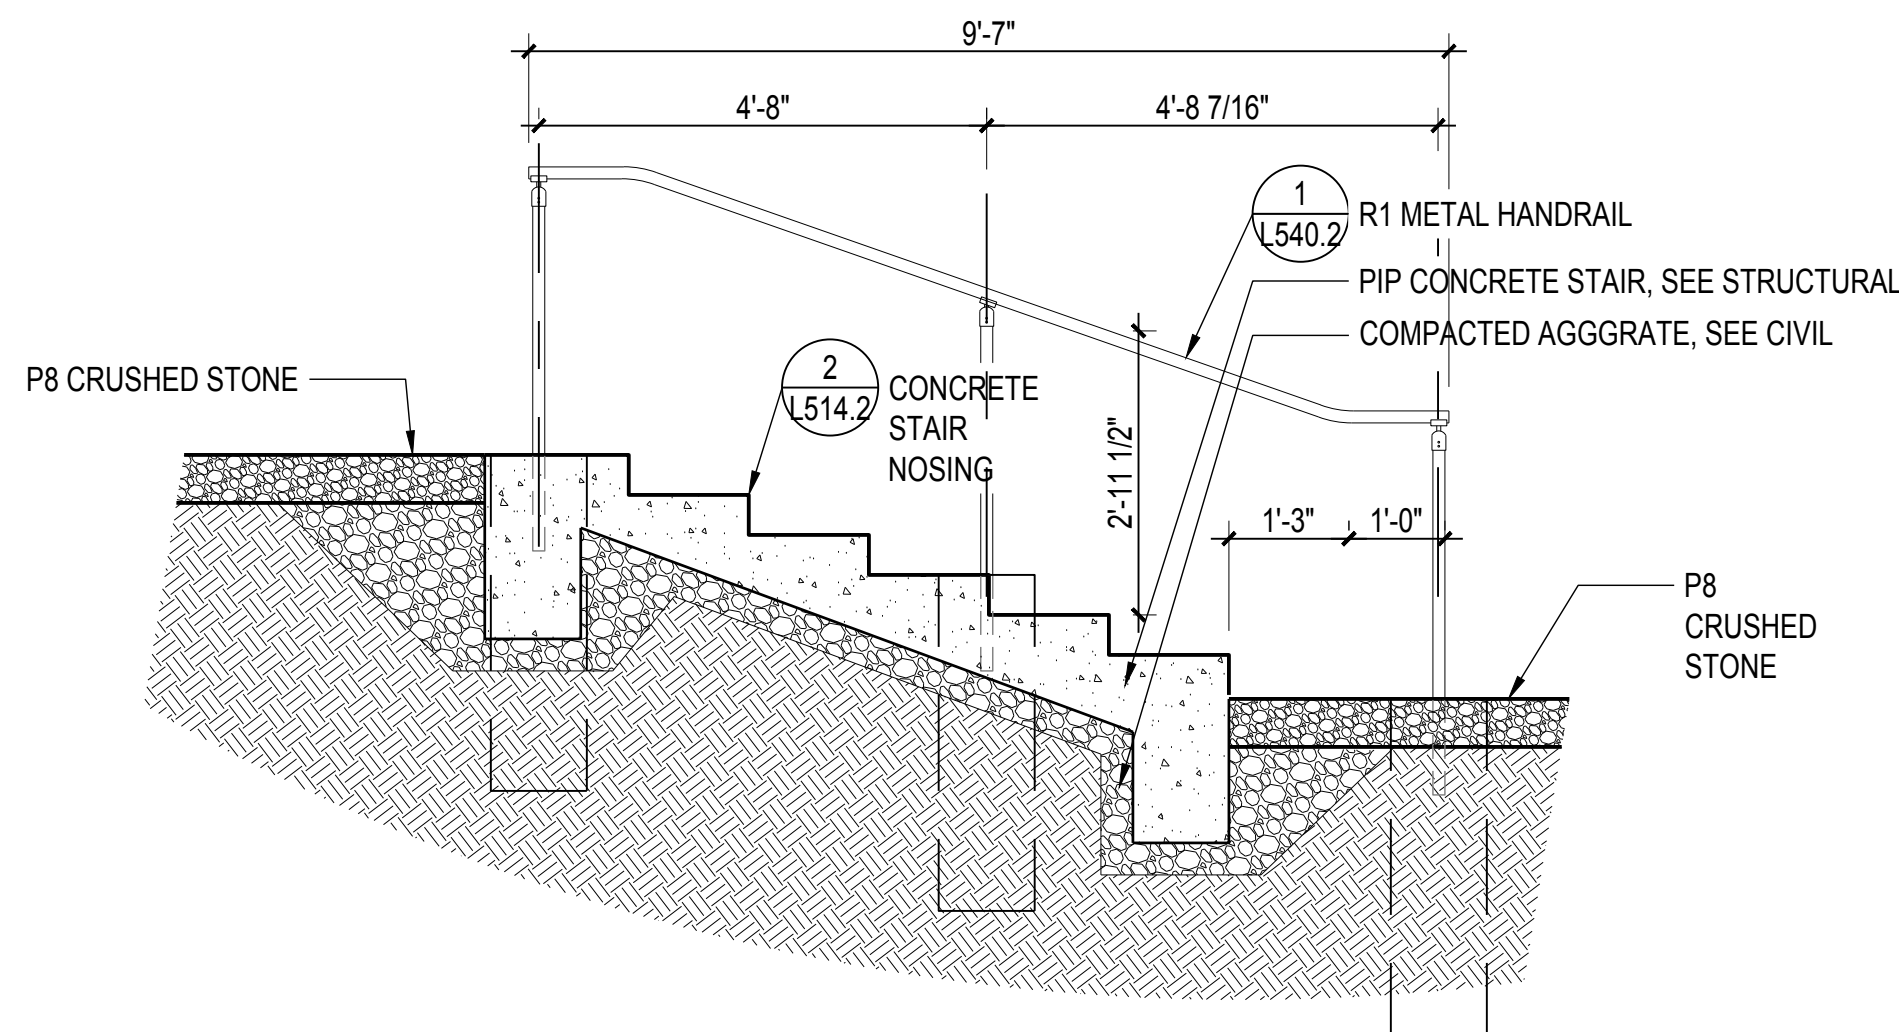 9'-7"
4'-8"
4'-8 7/16"
1
L540.2
R1 METAL HANDRAIL
PIP CONCRETE STAIR, SEE STRUCTURAL
COMPACTED AGGGRATE, SEE CIVIL
P8 CRUSHED STONE
2
L514.2
CONCRETE
STAIR
NOSING
2'-11 1/2"
1'-3"
1'-0"
P8
CRUSHED
STONE